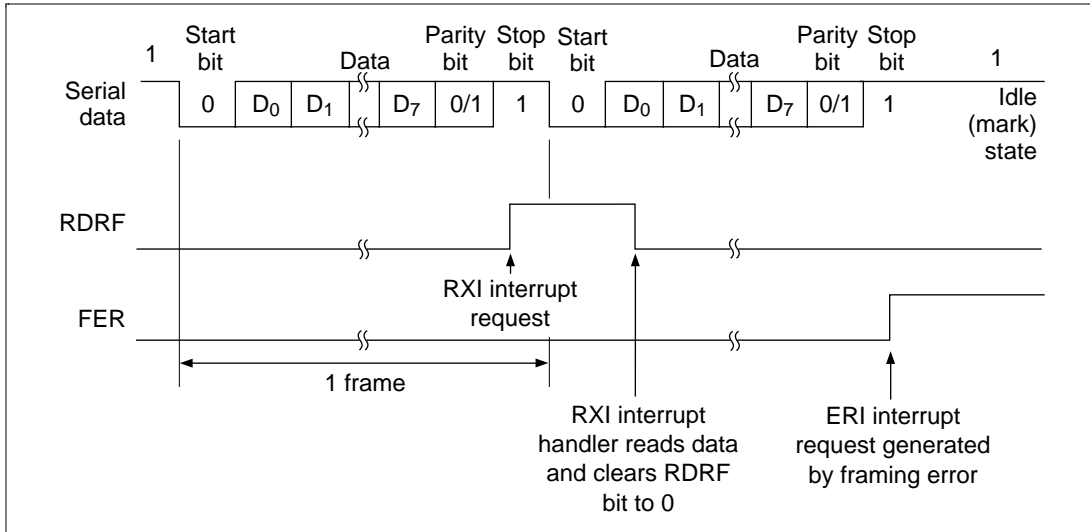 1 Start bit Data Parity bit Stop bit Start bit Data Parity bit Stop bit 1
Serial data 0 D0 D1 D7 0/1 1 0 D0 D1 D7 0/1 1 Idle (mark) state
RDRF
RXI interrupt request
FER
1 frame
RXI interrupt
handler reads data
and clears RDRF
bit to 0
ERI interrupt
request generated
by framing error